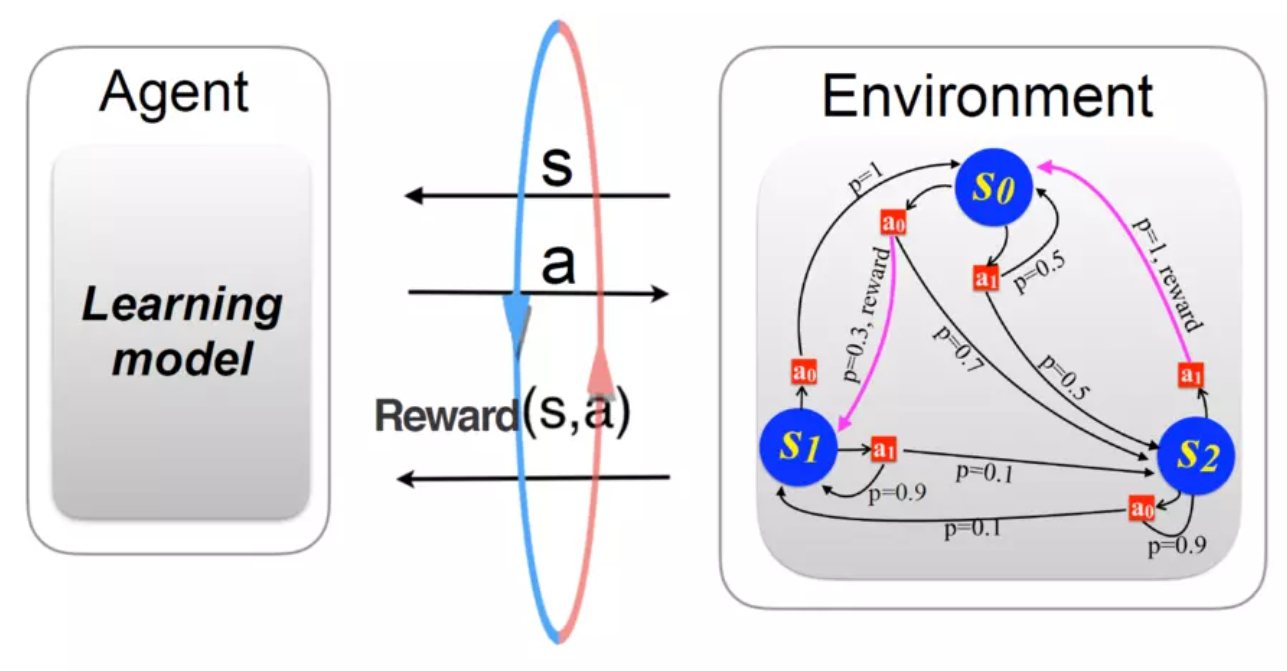 Agent
Learning
model
s
a
Reward(s,a)
Environment
p=1
S0
a0
a1
p=0.5
p=0.3, reward
p=0.7
p=0.5
p=1, reward
a0
a1
S1
a1
p=0.9
p=0.1
S2
a0
p=0.1
p=0.9